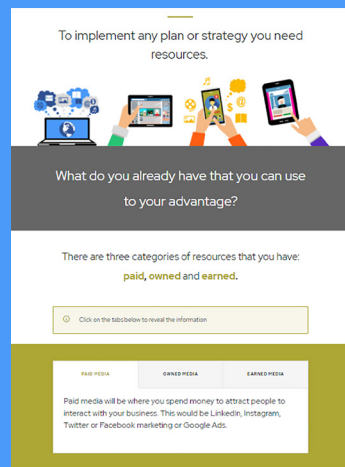 To implement any plan or strategy you need
resources.
What do you already have that you can use
to your advantage?
There are three categories of resources that you have:
paid, owned and earned.
Click on the tabs below to reveal the information
PAID MEDIA
OWNED MEDIA
EARNED MEDIA
Paid media will be where you spend money to attract people to
interact with your business. This would be LinkedIn, Instagram,
Twitter or Facebook marketing or Google Ads.